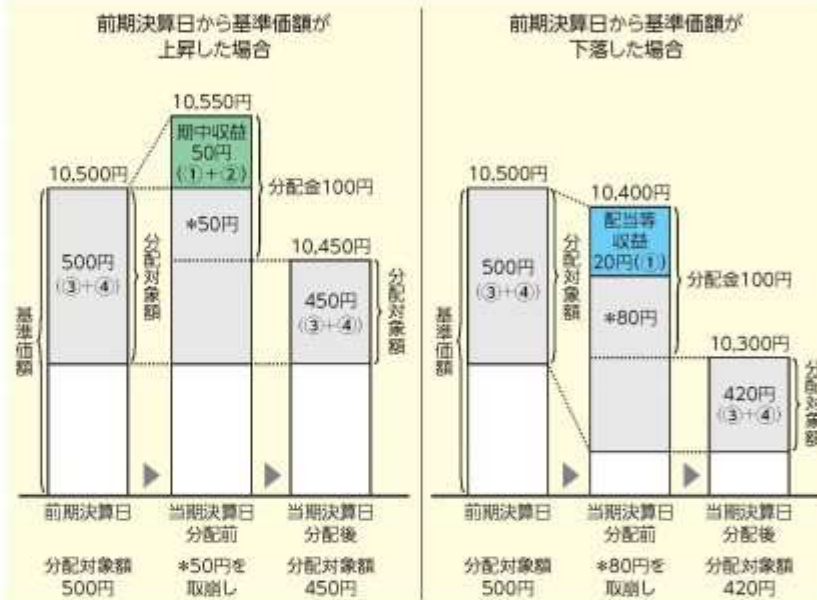 前期決算日から基準価額が
上昇した場合
10,550円
期中収益
50円
(①+②)
10,500円
分配金100円
*50円
10,450円
500円
(③+④)
分配対象額
450円
(③+④)
分配対象額
基準価額
前期決算日
当期決算日
分配前
当期決算日
分配後
分配対象額
500円
*50円を
取崩し
分配対象額
450円
前期決算日から基準価額が
下落した場合
10,500円
10,400円
配当等
収益
20円(①)
分配金100円
500円
(③+④)
分配対象額
*80円
10,300円
420円
(③+④)
分配対象額
基準価額
前期決算日
当期決算日
分配前
当期決算日
分配後
分配対象額
500円
*80円を
取崩し
分配対象額
420円